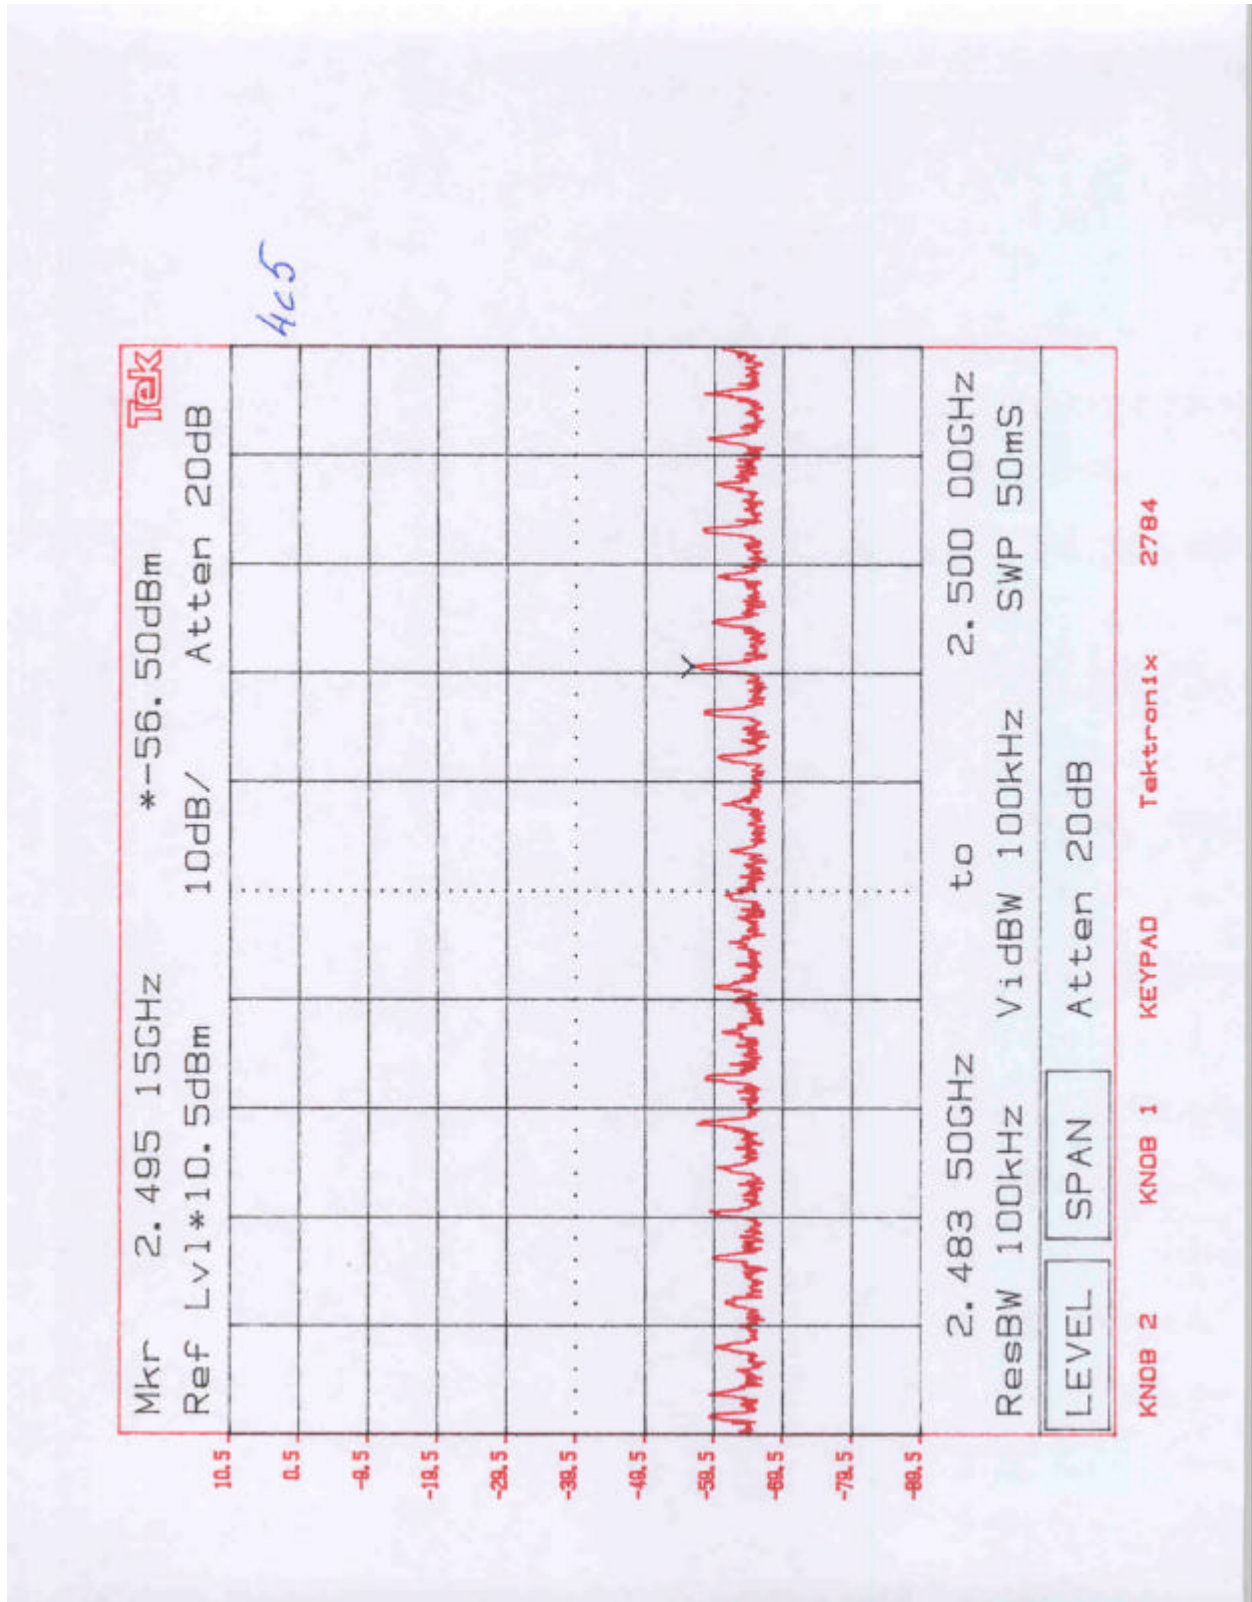 4c5
Mkr 2.495 15GHz *-56.50dBm Tek
Ref Lvl*10.5dBm 10dB/ Atten 20dB
10.5
0.5
-9.5
-19.5
-29.5
-39.5
-49.5
-59.5
-69.5
-79.5
-89.5
2.483 50GHz to 2.500 00GHz
ResBW 100kHz VidBW 100kHz SWP 50mS
LEVEL SPAN Atten 20dB
KNOB 2 KNOB 1 KEYPAD Tektronix 2784